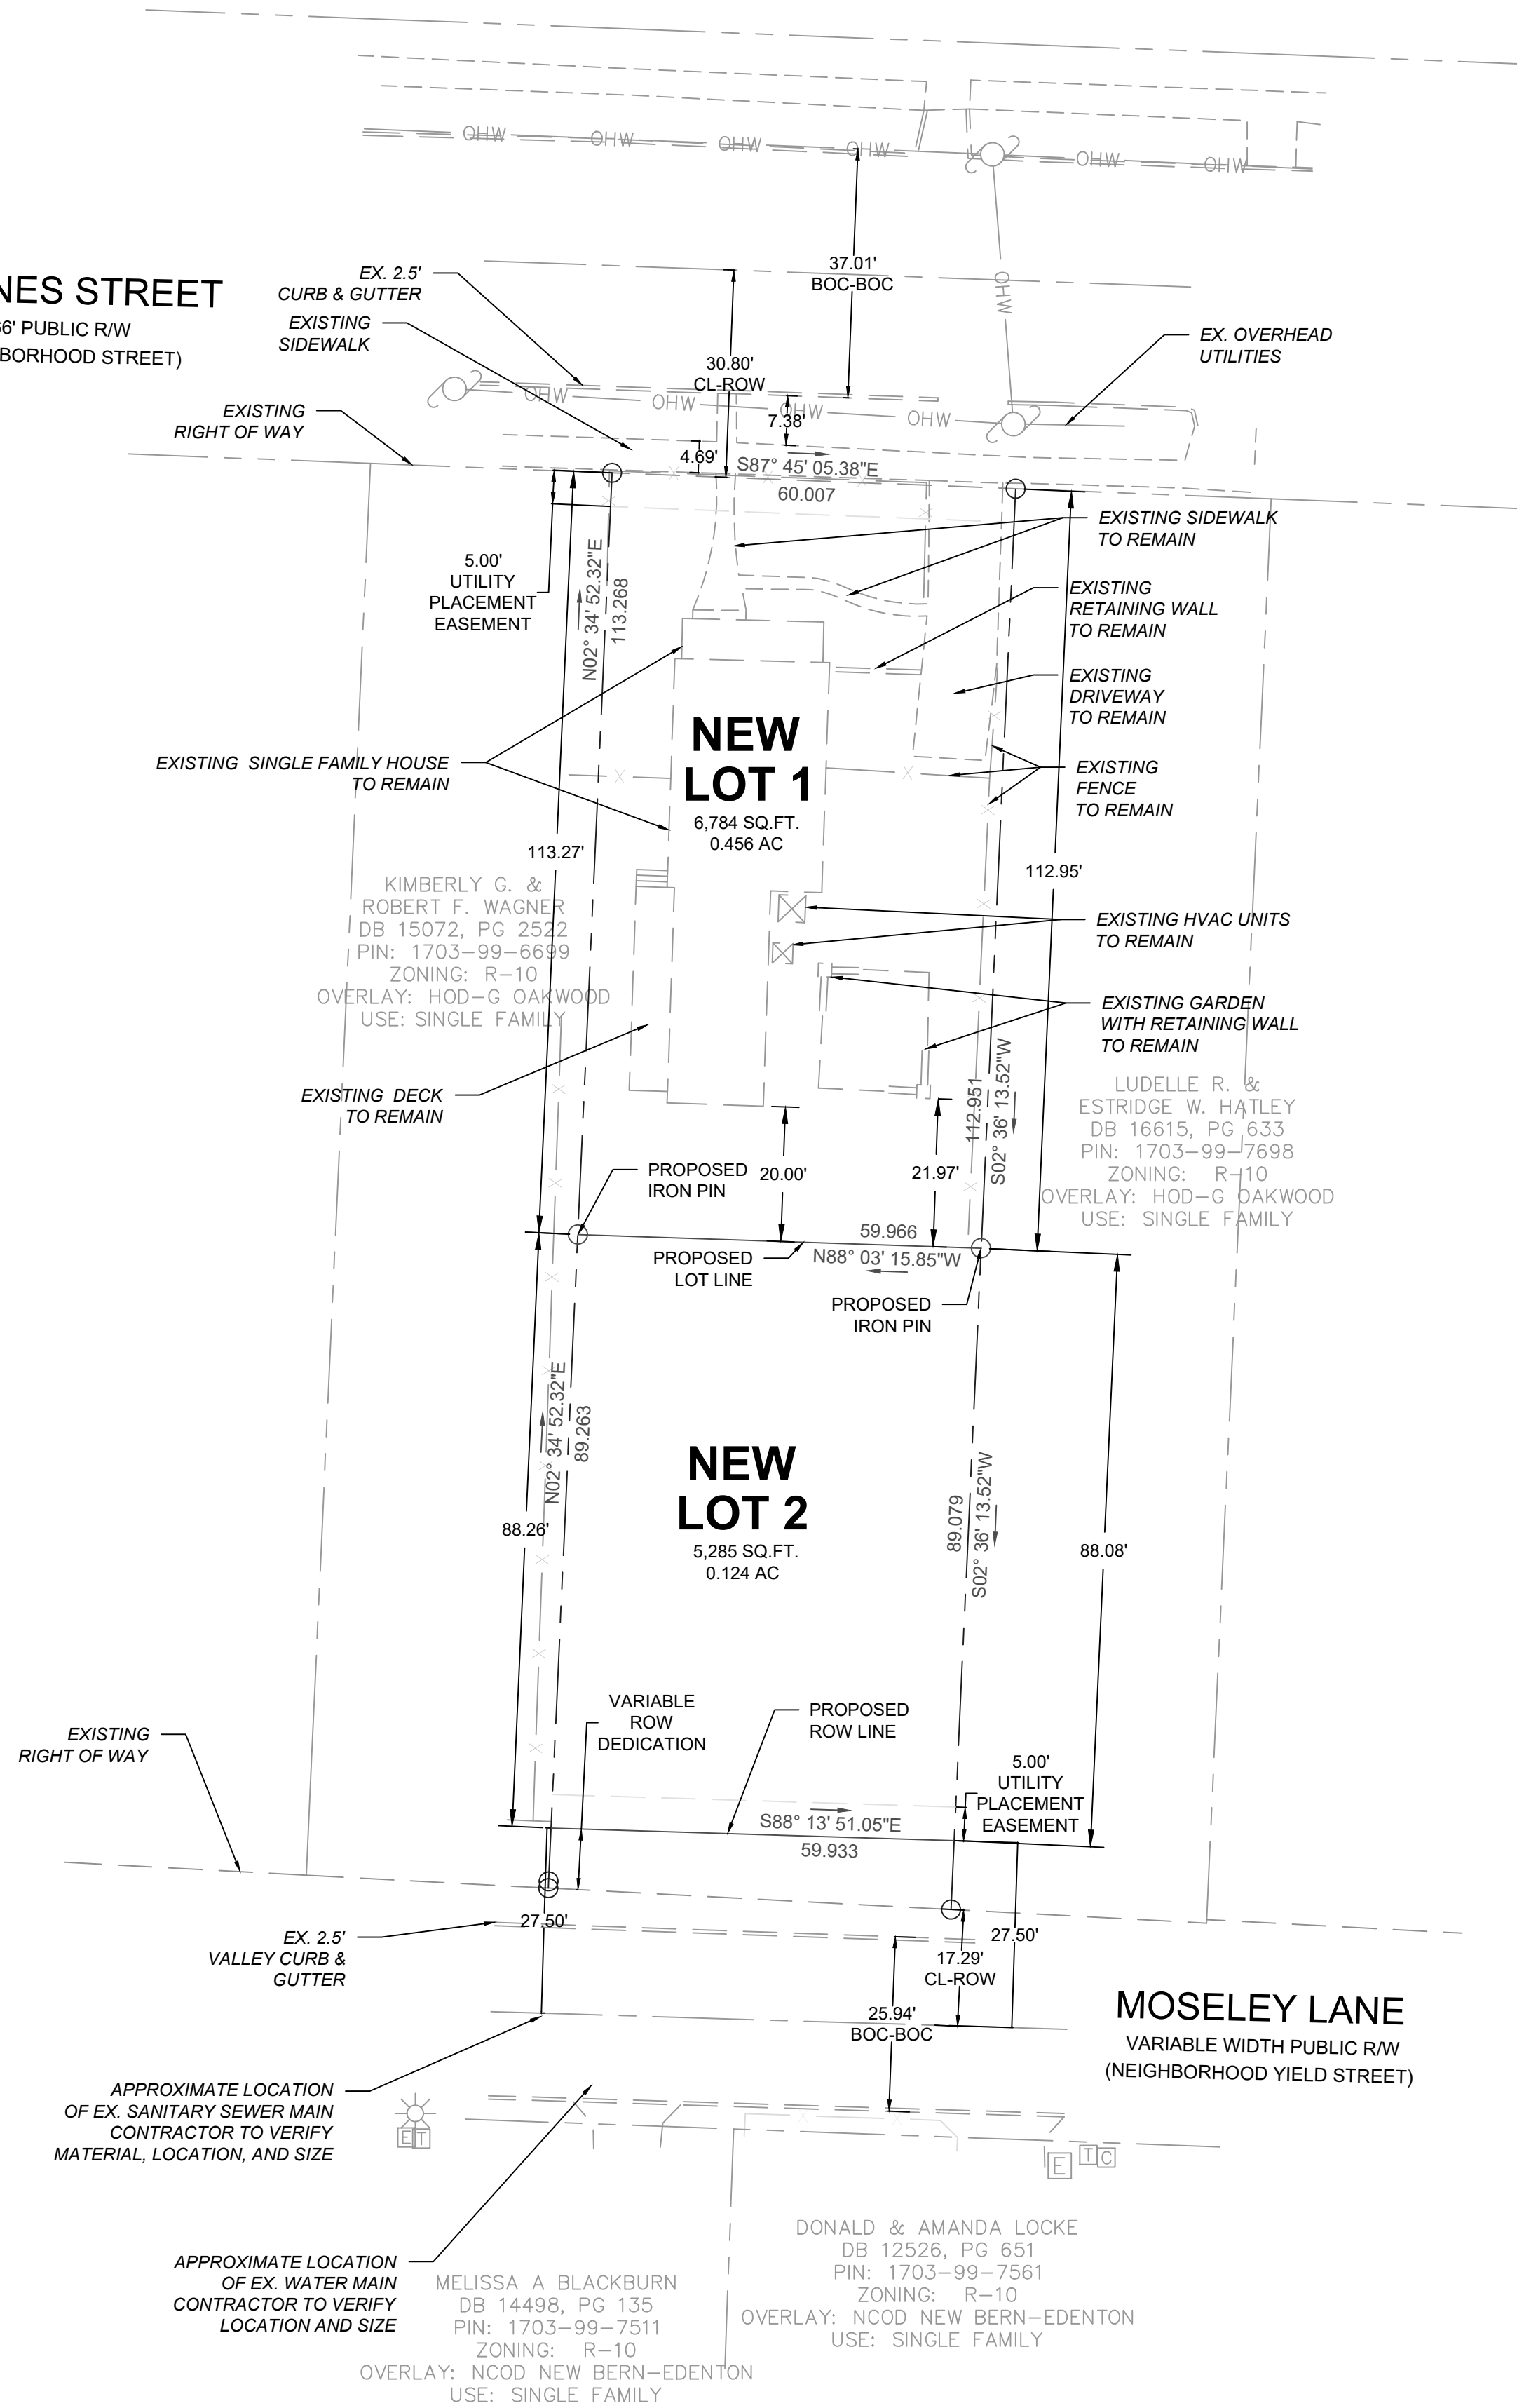 OHW
OHW
OHW
OHW
OHW
OHW
37.01'
BOC-BOC
OHW
NES STREET
6' PUBLIC R/W
BORHOOD STREET)
EX. 2.5'
CURB & GUTTER
EXISTING
SIDEWALK
EX. OVERHEAD
UTILITIES
30.80'
CL-ROW
OHW
OHW
OHW
OHW
7.38'
EXISTING
RIGHT OF WAY
4.69'
S87° 45' 05.38"E
60.007
5.00'
UTILITY
PLACEMENT
EASEMENT
N02° 34' 52.32"E
113.268
EXISTING SIDEWALK
TO REMAIN
EXISTING
RETAINING WALL
TO REMAIN
EXISTING
DRIVEWAY
TO REMAIN
NEW
LOT 1
6,784 SQ.FT.
0.456 AC
EXISTING SINGLE FAMILY HOUSE
TO REMAIN
EXISTING
FENCE
TO REMAIN
113.27'
112.95'
KIMBERLY G. &
ROBERT F. WAGNER
DB 15072, PG 2522
PIN: 1703-99-6699
ZONING: R-10
OVERLAY: HOD-G OAKWOOD
USE: SINGLE FAMILY
EXISTING HVAC UNITS
TO REMAIN
EXISTING GARDEN
WITH RETAINING WALL
TO REMAIN
EXISTING DECK
TO REMAIN
112.951
S02° 36' 13.52"W
LUDELLE R. &
ESTRIDGE W. HATLEY
DB 16615, PG 633
PIN: 1703-99-7698
ZONING: R-10
OVERLAY: HOD-G OAKWOOD
USE: SINGLE FAMILY
PROPOSED
IRON PIN
20.00'
21.97'
59.966
N88° 03' 15.85"W
PROPOSED
LOT LINE
PROPOSED
IRON PIN
N02° 34' 52.32"E
89.263
NEW
LOT 2
5,285 SQ.FT.
0.124 AC
89.079
S02° 36' 13.52"W
88.26'
88.08'
VARIABLE
ROW
DEDICATION
PROPOSED
ROW LINE
EXISTING
RIGHT OF WAY
5.00'
UTILITY
PLACEMENT
EASEMENT
S88° 13' 51.05"E
59.933
27.50'
27.50'
EX. 2.5'
VALLEY CURB &
GUTTER
17.29'
CL-ROW
25.94'
BOC-BOC
MOSELEY LANE
VARIABLE WIDTH PUBLIC R/W
(NEIGHBORHOOD YIELD STREET)
APPROXIMATE LOCATION
OF EX. SANITARY SEWER MAIN
CONTRACTOR TO VERIFY
MATERIAL, LOCATION, AND SIZE
E T
E
T C
APPROXIMATE LOCATION
OF EX. WATER MAIN
CONTRACTOR TO VERIFY
LOCATION AND SIZE
MELISSA A BLACKBURN
DB 14498, PG 135
PIN: 1703-99-7511
ZONING: R-10
OVERLAY: NCOD NEW BERN-EDENTON
USE: SINGLE FAMILY
DONALD & AMANDA LOCKE
DB 12526, PG 651
PIN: 1703-99-7561
ZONING: R-10
OVERLAY: NCOD NEW BERN-EDENTON
USE: SINGLE FAMILY